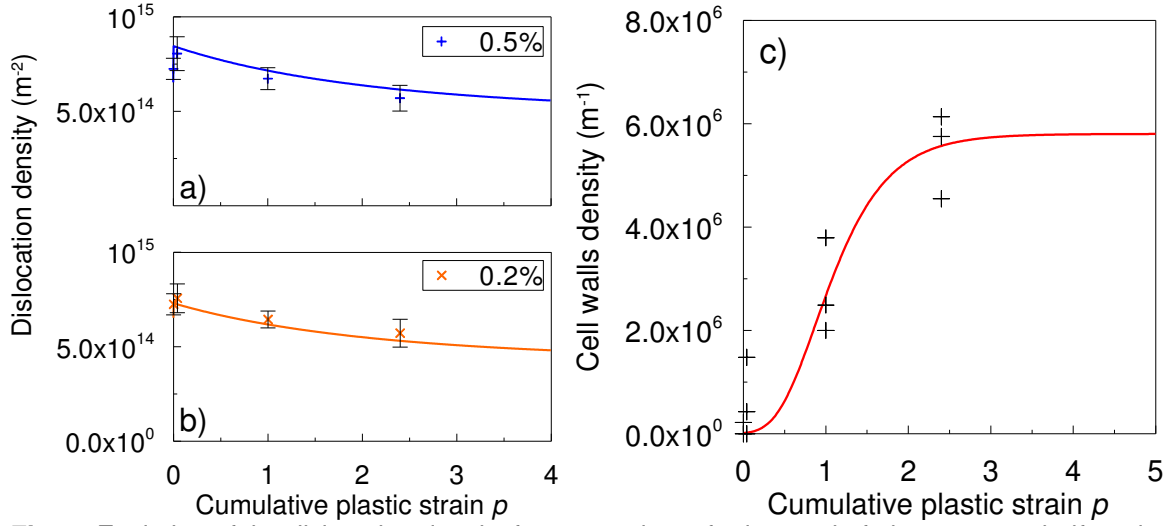 10^15
5.0x10^14
+ 0.5%
a)
10^15
5.0x10^14
0.0x10^0
× 0.2%
b)
0 1 2 3 4
Dislocation density (m^-2)
Cumulative plastic strain p
c)
8.0x10^6
6.0x10^6
4.0x10^6
2.0x10^6
0.0x10^0
0 1 2 3 4 5
Cell walls density (m^-1)
Cumulative plastic strain p